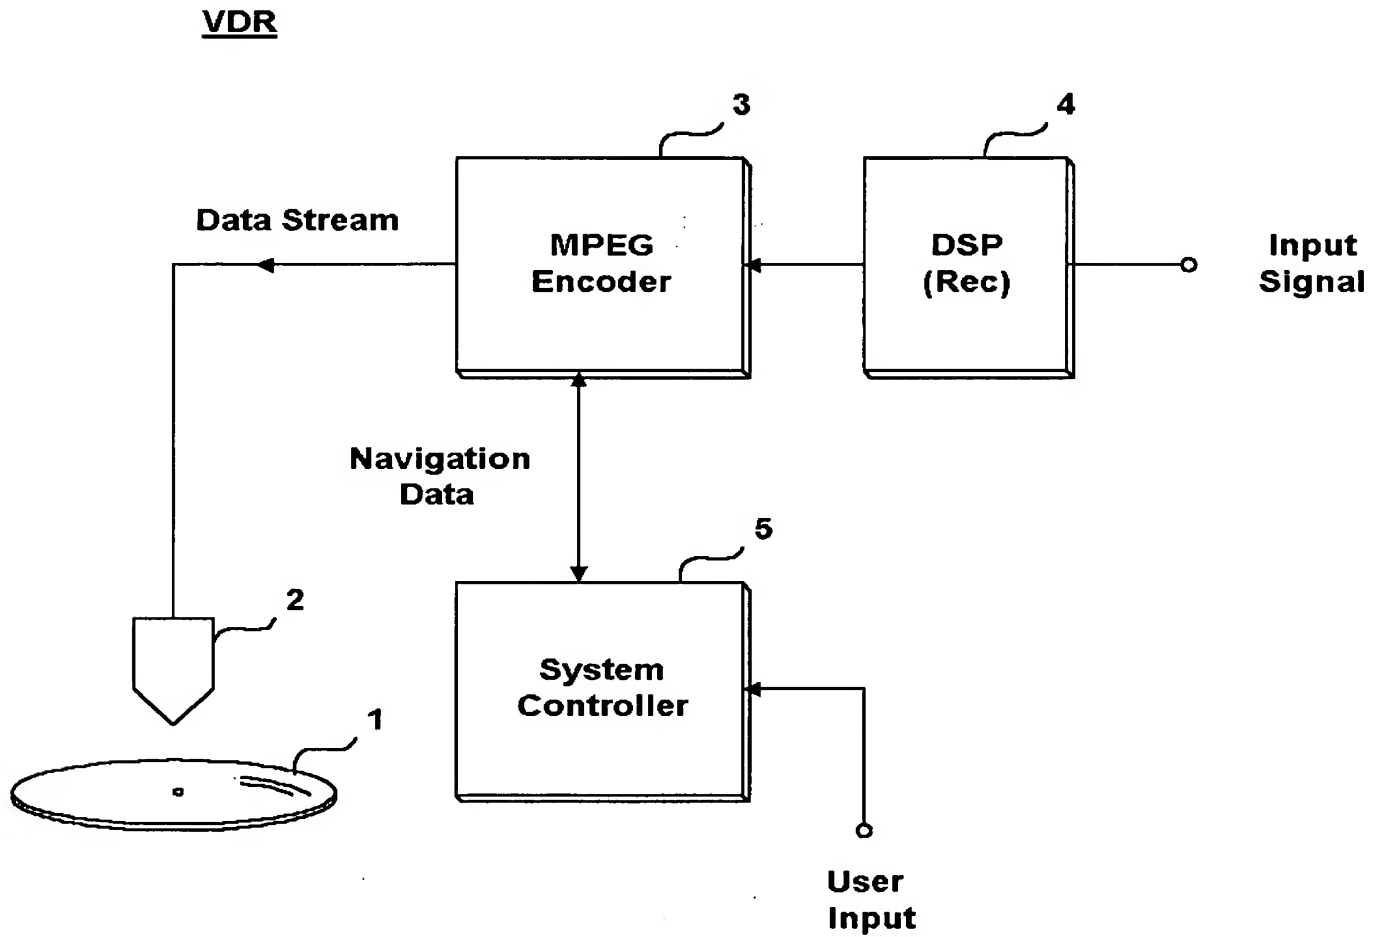 VDR
3
4
Data Stream
MPEG
Encoder
DSP
(Rec)
Input
Signal
Navigation
Data
5
2
System
Controller
1
User
Input